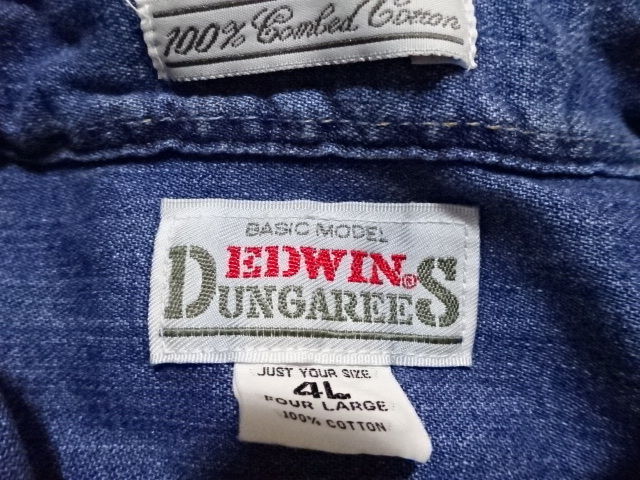 100% Combed Cotton
BASIC MODEL
EDWIN®
DUNGAREES
JUST YOUR SIZE
4L
FOUR LARGE
100% COTTON